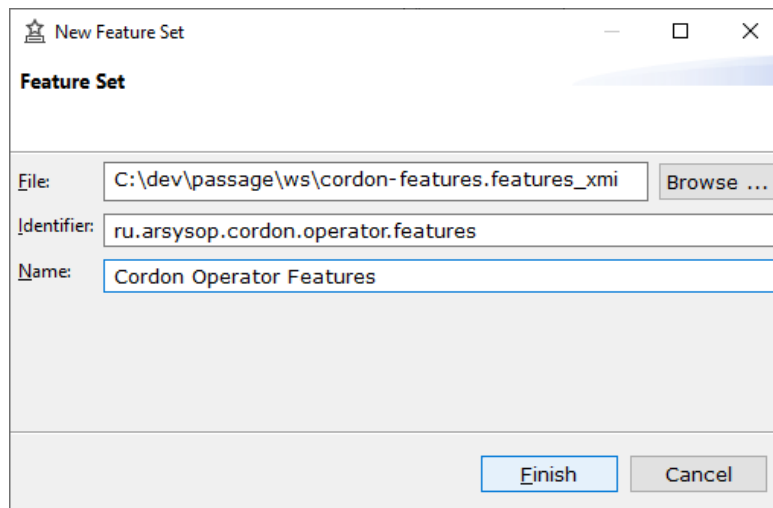 New Feature Set
Feature Set
File: C:\dev\passage\ws\cordon-features.features_xmi Browse ...
Identifier: ru.arsysop.cordon.operator.features
Name: Cordon Operator Features
Finish Cancel